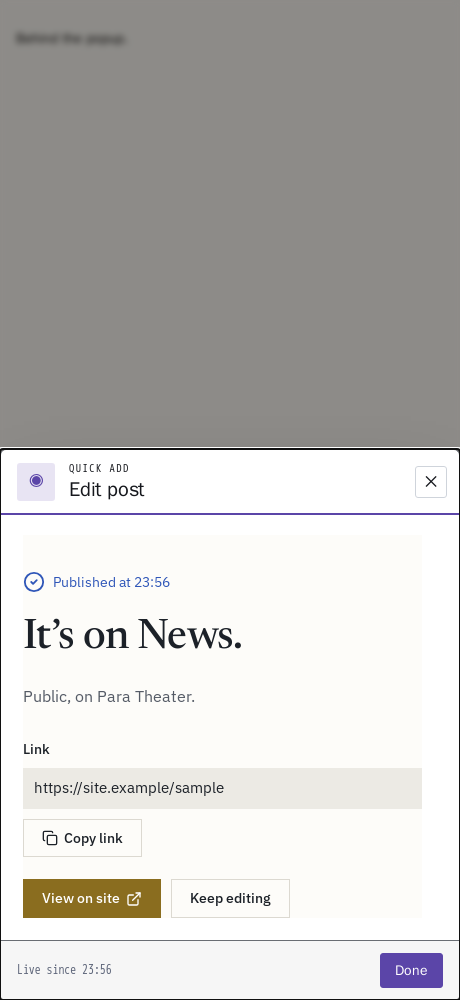 Behind the popup.
QUICK ADD
Edit post
Published at 23:56
It’s on News.
Public, on Para Theater.
Link
https://site.example/sample
Copy link
View on site
Keep editing
Live since 23:56
Done